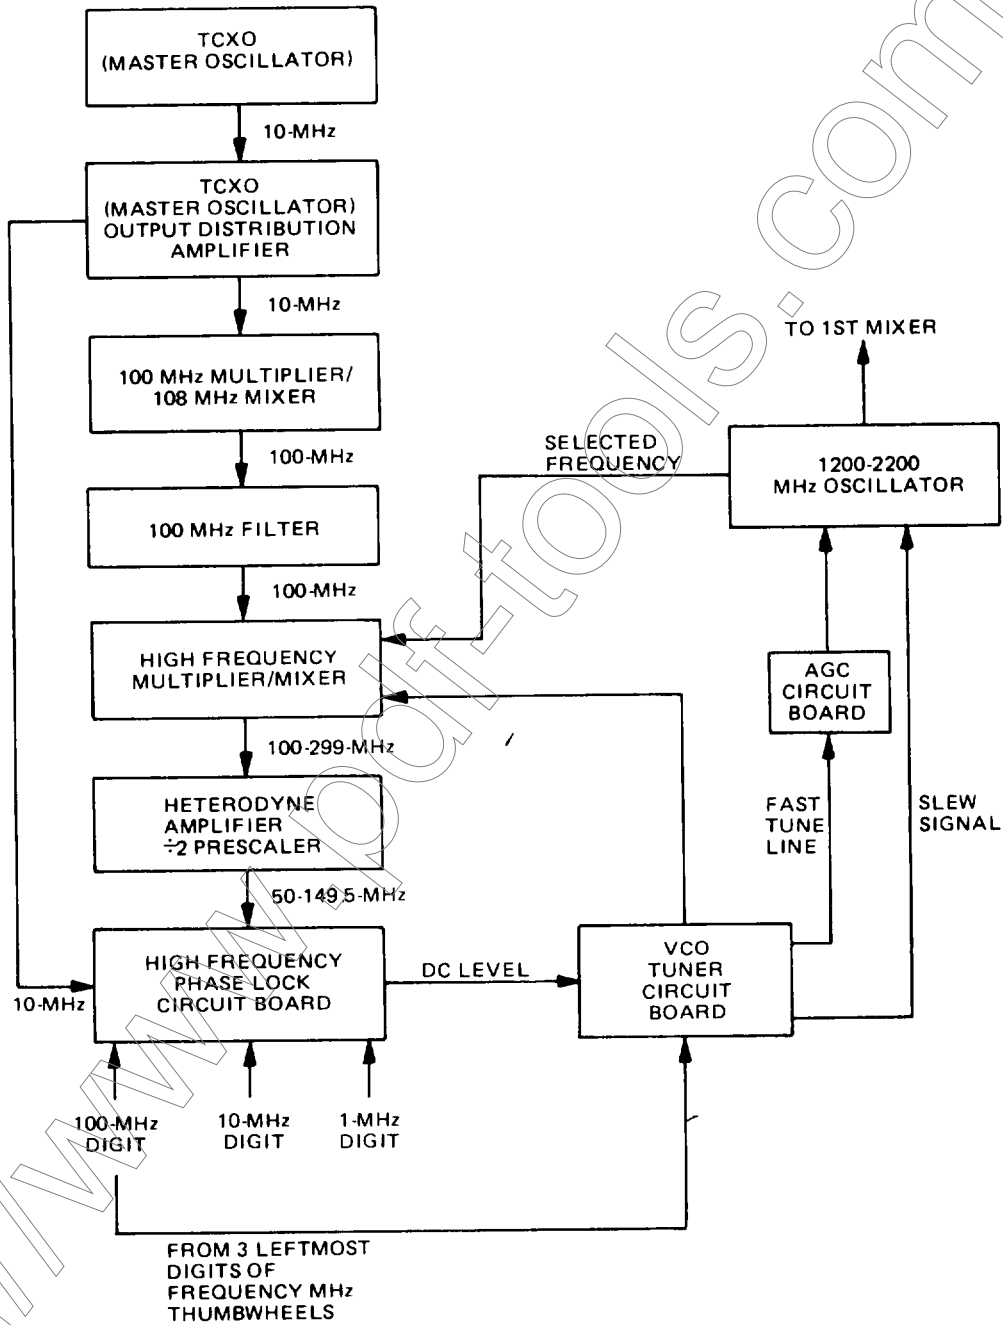 TCXO
(MASTER OSCILLATOR)
10-MHz
TCXO
(MASTER OSCILLATOR)
OUTPUT DISTRIBUTION
AMPLIFIER
10-MHz
100 MHz MULTIPLIER/
108 MHz MIXER
100-MHz
100 MHz FILTER
100-MHz
HIGH FREQUENCY
MULTIPLIER/MIXER
100-299-MHz
HETERODYNE
AMPLIFIER
÷2 PRESCALER
50-149.5-MHz
HIGH FREQUENCY
PHASE LOCK
CIRCUIT BOARD
10-MHz
100-MHz
DIGIT
10-MHz
DIGIT
1-MHz
DIGIT
FROM 3 LEFTMOST
DIGITS OF
FREQUENCY MHz
THUMBWHEELS
DC LEVEL
VCO
TUNER
CIRCUIT
BOARD
FAST
TUNE
LINE
SLEW
SIGNAL
AGC
CIRCUIT
BOARD
1200-2200
MHz OSCILLATOR
SELECTED
FREQUENCY
TO 1ST MIXER
//www.pdf-tools.com